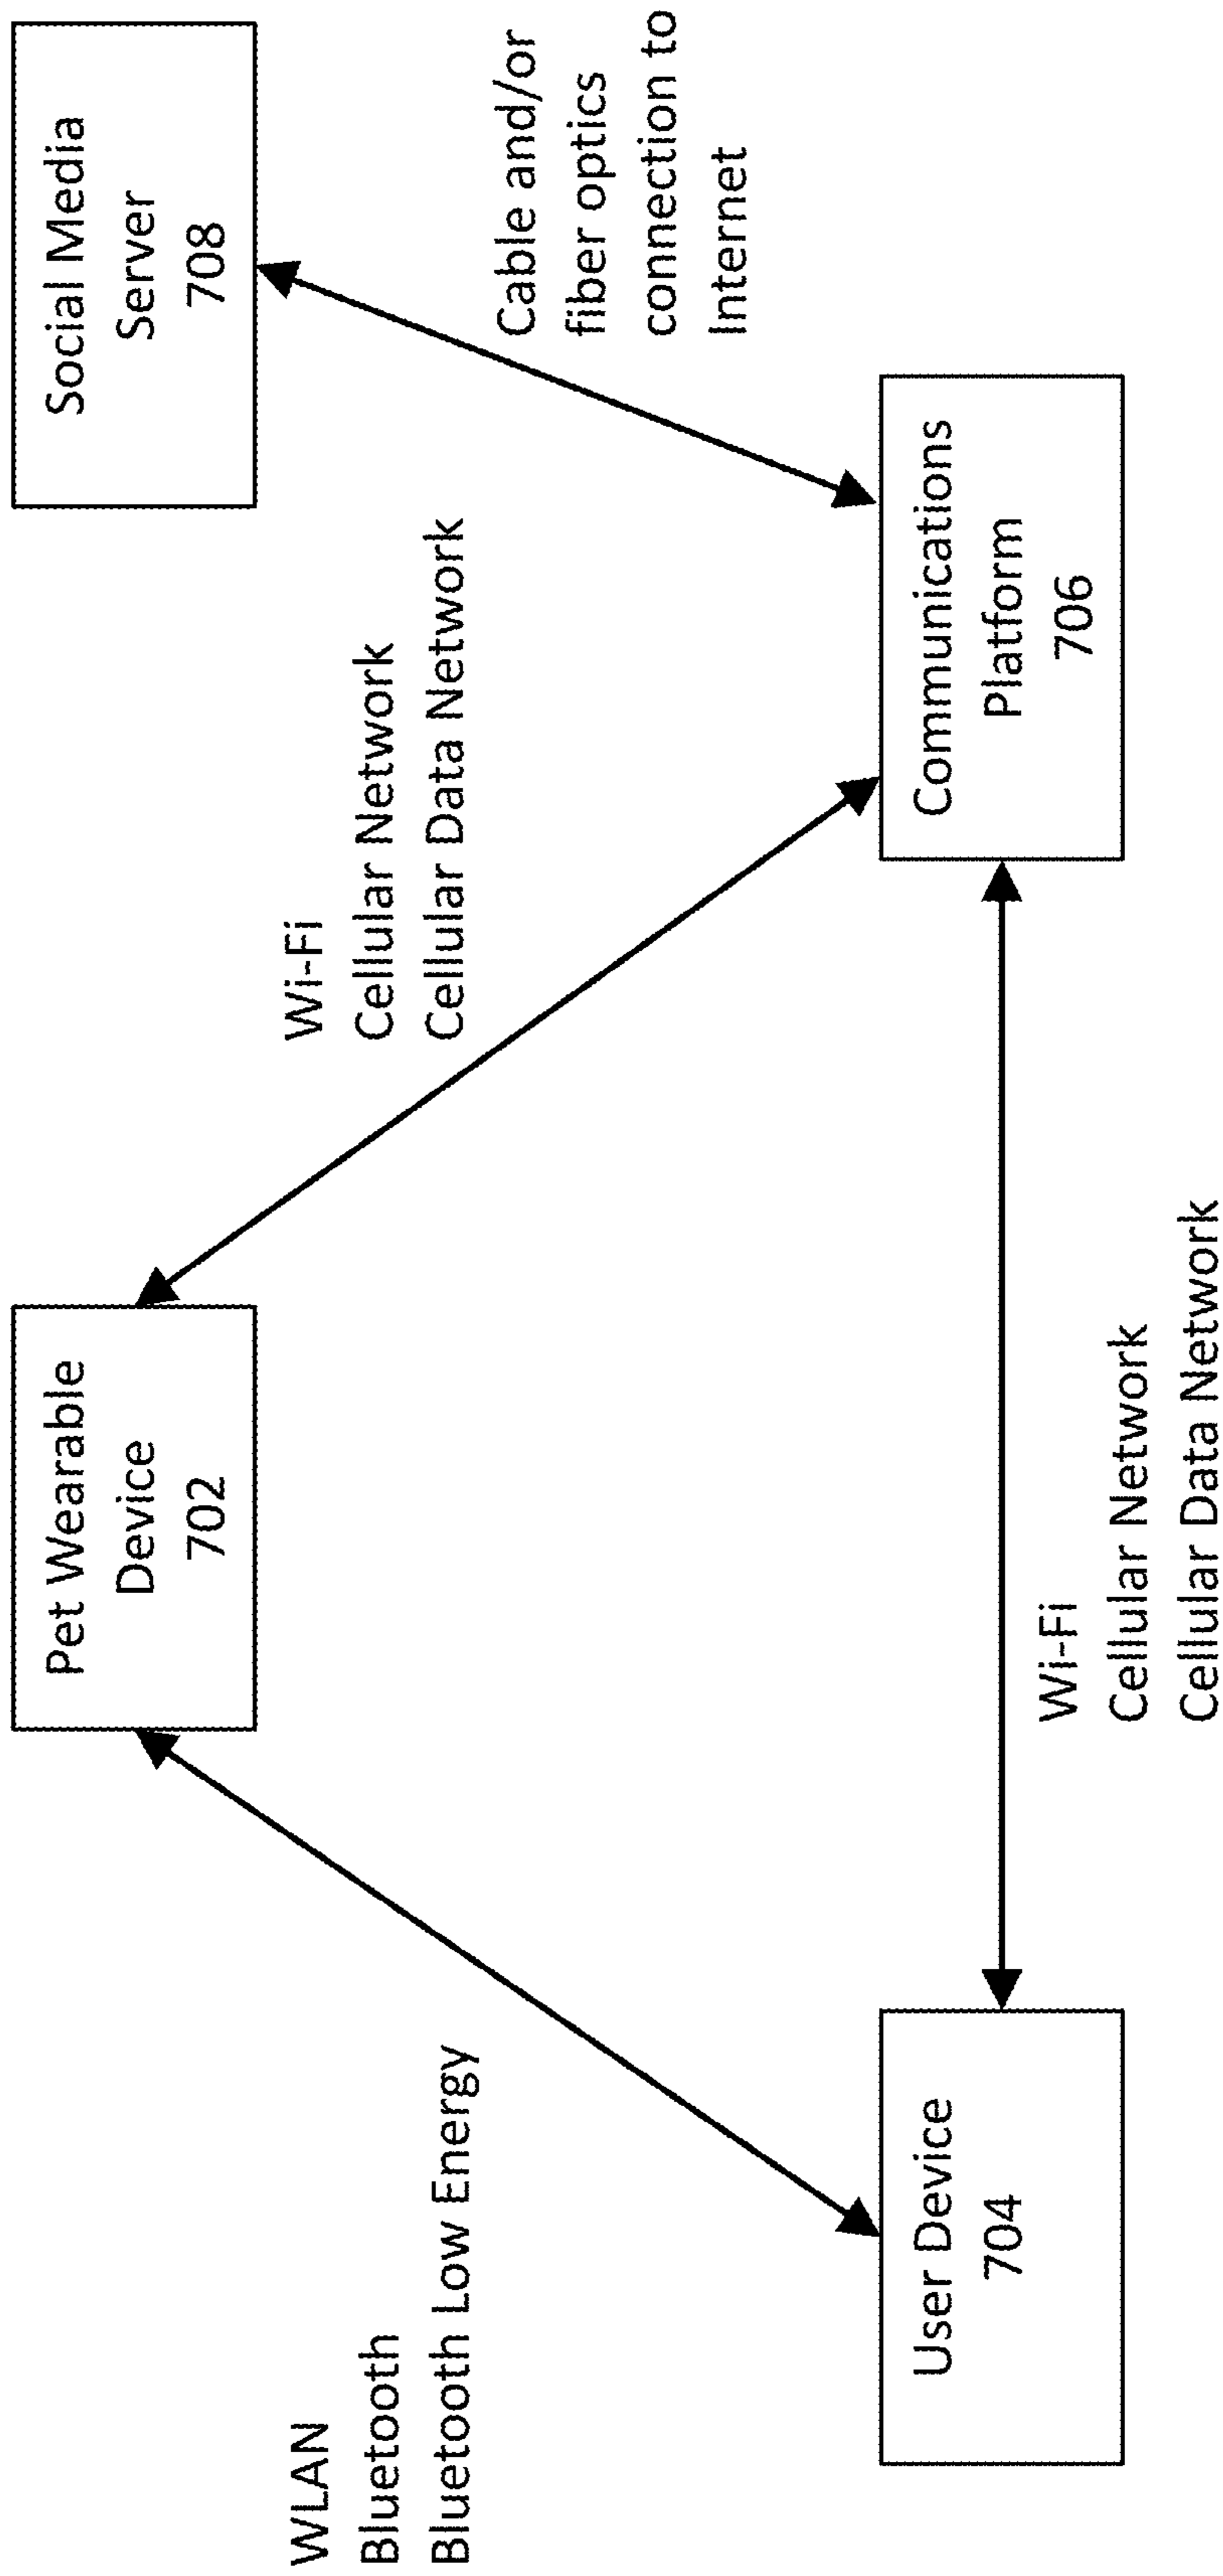 Pet Wearable
Device
702
Social Media
Server
708
WLAN
Bluetooth
Bluetooth Low Energy
Wi-Fi
Cellular Network
Cellular Data Network
Cable and/or
fiber optics
connection to
Internet
User Device
704
Communications
Platform
706
Wi-Fi
Cellular Network
Cellular Data Network